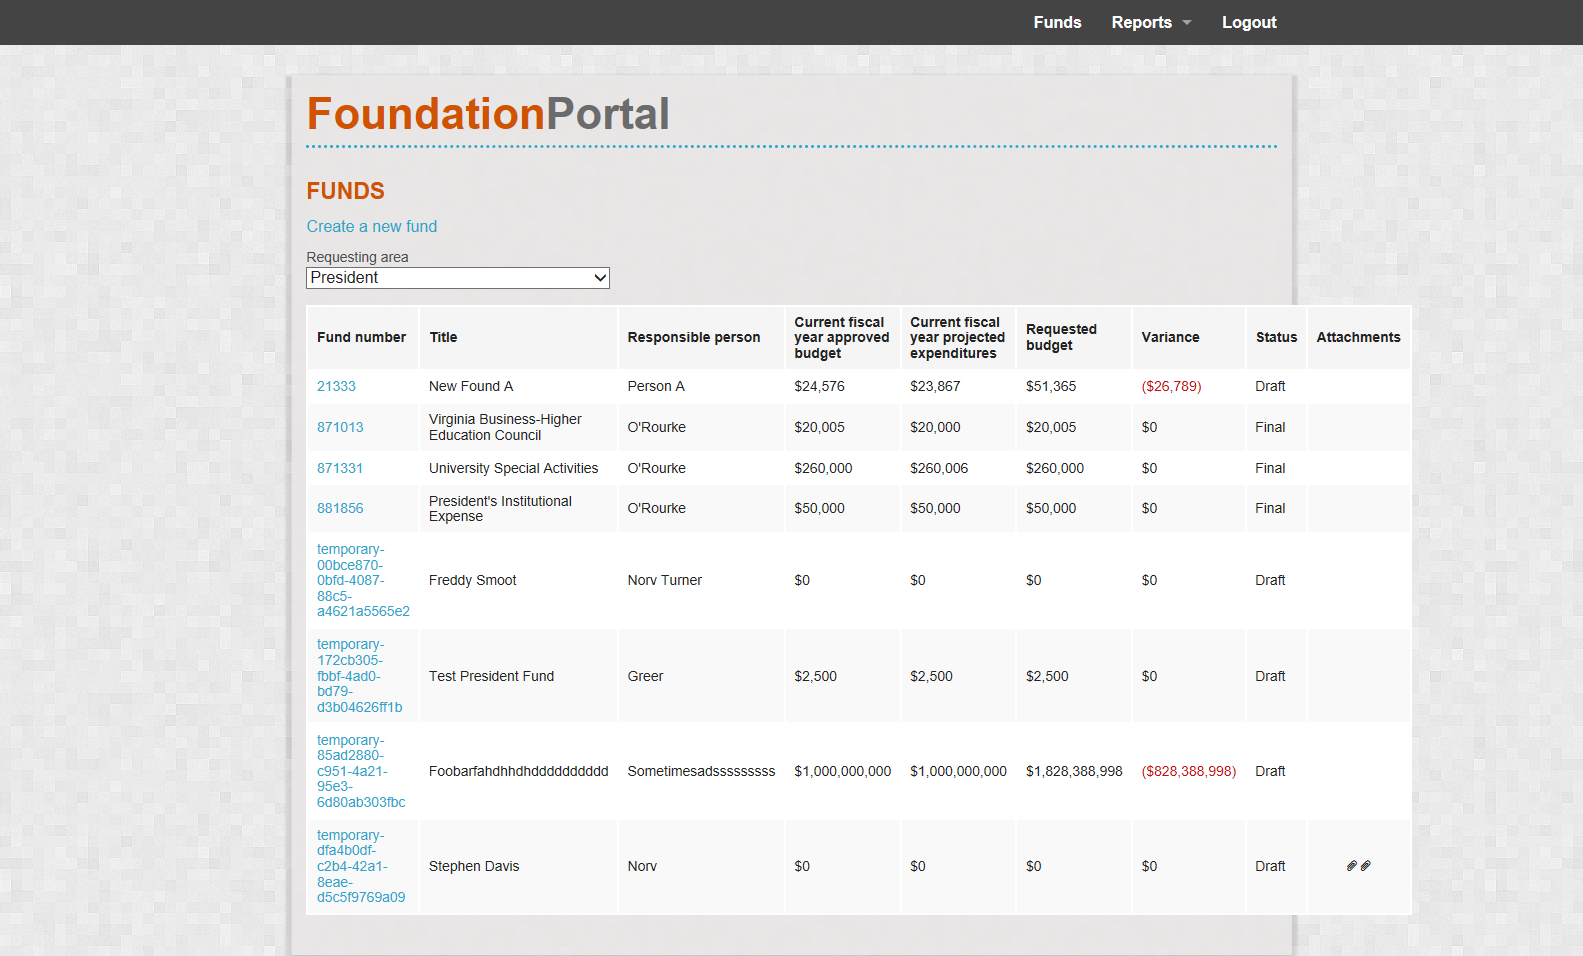 Funds Reports Logout
FoundationPortal
FUNDS
Create a new fund
Requesting area
President
Fund number Title Responsible person Current fiscal year approved budget Current fiscal year projected expenditures Requested budget Variance Status Attachments
21333 New Found A Person A $24,576 $23,867 $51,365 ($26,789) Draft
871013 Virginia Business-Higher Education Council O'Rourke $20,005 $20,000 $20,005 $0 Final
871331 University Special Activities O'Rourke $260,000 $260,006 $260,000 $0 Final
881856 President's Institutional Expense O'Rourke $50,000 $50,000 $50,000 $0 Final
temporary-00bce870-0bfd-4087-88c5-a4621a5565e2 Freddy Smoot Norv Turner $0 $0 $0 $0 Draft
temporary-172cb305-fbbf-4ad0-bd79-d3b04626ff1b Test President Fund Greer $2,500 $2,500 $2,500 $0 Draft
temporary-85ad2880-c951-4a21-95e3-6d80ab303fbc Foobarfahdhhdhdddddddddd Sometimesadsssssssss $1,000,000,000 $1,000,000,000 $1,828,388,998 ($828,388,998) Draft
temporary-dfa4b0df-c2b4-42a1-8eae-d5c5f9769a09 Stephen Davis Norv $0 $0 $0 $0 Draft